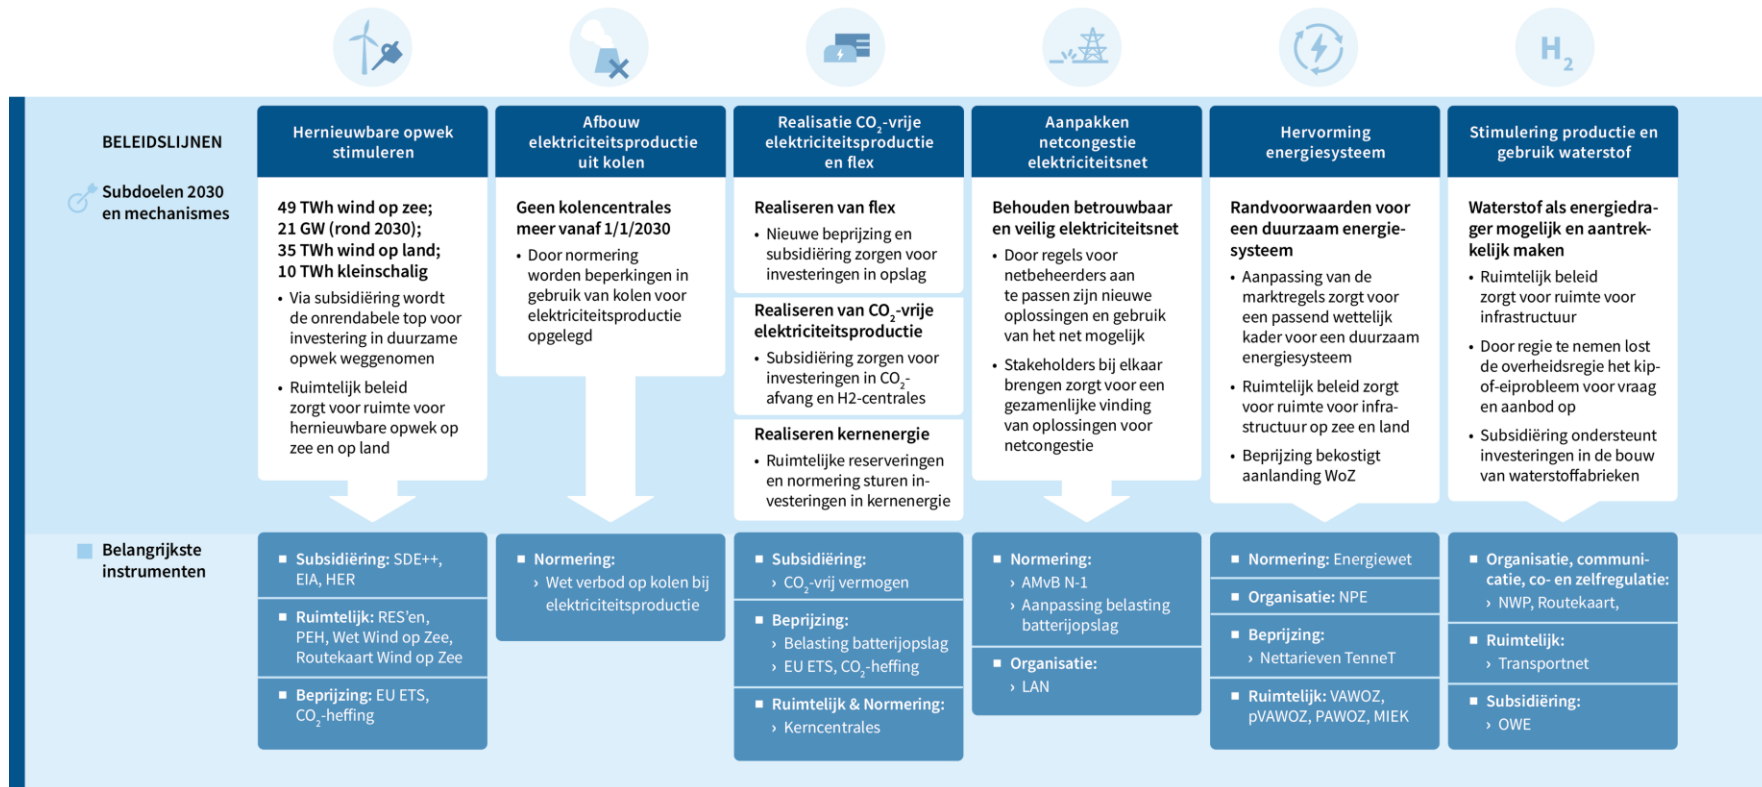 H₂
BELEIDSLIJNEN
Subdoelen 2030
en mechanismes
Hernieuwbare opwek
stimuleren
49 TWh wind op zee;
21 GW (rond 2030);
35 TWh wind op land;
10 TWh kleinschalig
• Via subsidiëring wordt
de onrendabele top voor
investering in duurzame
opwek weggenomen
• Ruimtelijk beleid
zorgt voor ruimte voor
hernieuwbare opwek op
zee en op land
Afbouw
elektriciteitsproductie
uit kolen
Geen kolencentrales
meer vanaf 1/1/2030
• Door normering
worden beperkingen in
gebruik van kolen voor
elektriciteitsproductie
opgelegd
Realisatie CO₂-vrije
elektriciteitsproductie
en flex
Realiseren van flex
• Nieuwe beprijzing en
subsidiëring zorgen voor
investeringen in opslag
Realiseren van CO₂-vrije
elektriciteitsproductie
• Subsidiëring zorgen voor
investeringen in CO₂-
afvang en H2-centrales
Realiseren kernenergie
• Ruimtelijke reserveringen
en normering sturen in-
vesteringen in kernenergie
Aanpakken
netcongestie
elektriciteitsnet
Behouden betrouwbaar
en veilig elektriciteitsnet
• Door regels voor
netbeheerders aan
te passen zijn nieuwe
oplossingen en gebruik
van het net mogelijk
• Stakeholders bij elkaar
brengen zorgt voor een
gezamenlijke vinding
van oplossingen voor
netcongestie
Hervorming
energiesysteem
Randvoorwaarden voor
een duurzaam energie-
systeem
• Aanpassing van de
marktregels zorgt voor
een passend wettelijk
kader voor een duurzaam
energiesysteem
• Ruimtelijk beleid zorgt
voor ruimte voor infra-
structuur op zee en land
• Beprijzing bekostigt
aanlanding WoZ
Stimulering productie en
gebruik waterstof
Waterstof als energiedra-
ger mogelijk en aantrek-
kelijk maken
• Ruimtelijk beleid
zorgt voor ruimte voor
infrastructuur
• Door regie te nemen lost
de overheidsregie het kip-
of-eiprobleem voor vraag
en aanbod op
• Subsidiëring ondersteunt
investeringen in de bouw
van waterstoffabrieken
Belangrijkste
instrumenten
■ Subsidiëring: SDE++,
EIA, HER
■ Ruimtelijk: RES'en,
PEH, Wet Wind op Zee,
Routekaart Wind op Zee
■ Beprijzing: EU ETS,
CO₂-heffing
■ Normering:
› Wet verbod op kolen bij
elektriciteitsproductie
■ Subsidiëring:
› CO₂-vrij vermogen
■ Beprijzing:
› Belasting batterijopslag
› EU ETS, CO₂-heffing
■ Ruimtelijk & Normering:
› Kerncentrales
■ Normering:
› AMvB N-1
› Aanpassing belasting
batterijopslag
■ Organisatie:
› LAN
■ Normering: Energiewet
■ Organisatie: NPE
■ Beprijzing:
› Nettarieven TenneT
■ Ruimtelijk: VAWOZ,
pVAWOZ, PAWOZ, MIEK
■ Organisatie, communi-
catie, co- en zelfregulatie:
› NWP, Routekaart,
■ Ruimtelijk:
› Transportnet
■ Subsidiëring:
› OWE